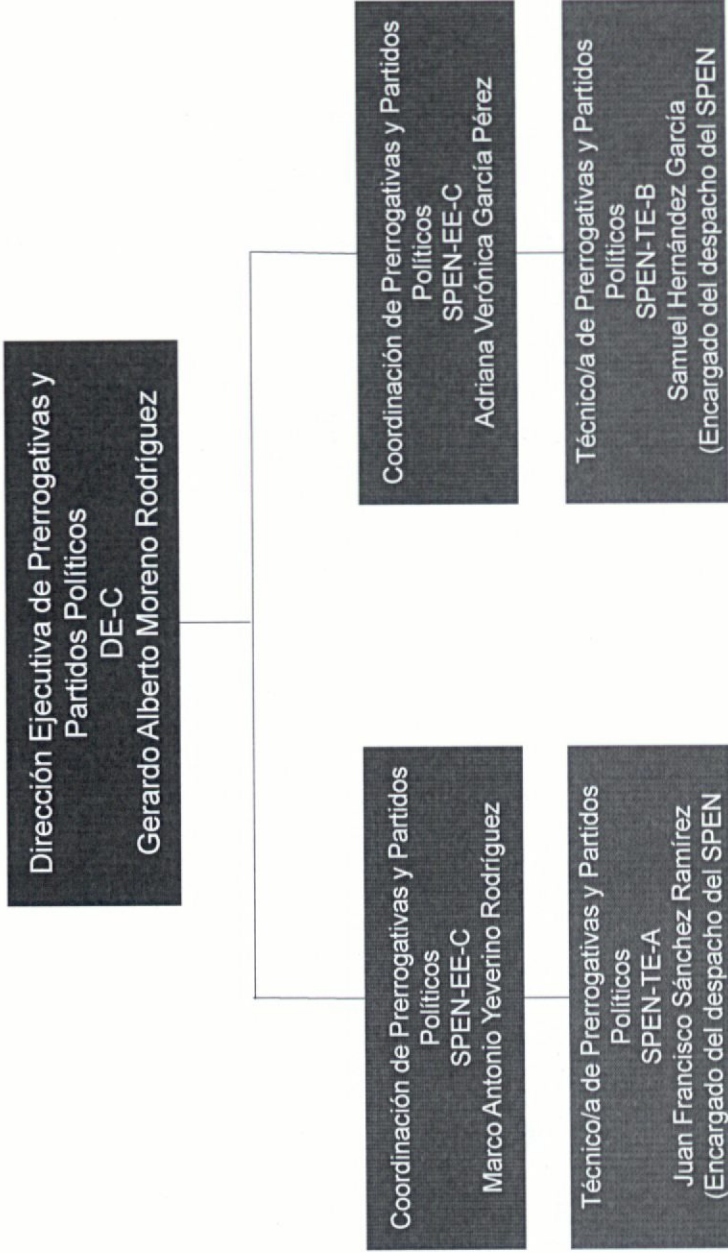 Dirección Ejecutiva de Prerrogativas y
Partidos Políticos
DE-C
Gerardo Alberto Moreno Rodríguez
Coordinación de Prerrogativas y Partidos
Políticos
SPEN-EE-C
Marco Antonio Yeverino Rodríguez
Técnico/a de Prerrogativas y Partidos
Políticos
SPEN-TE-A
Juan Francisco Sánchez Ramírez
(Encargado del despacho del SPEN
Coordinación de Prerrogativas y Partidos
Políticos
SPEN-EE-C
Adriana Verónica García Pérez
Técnico/a de Prerrogativas y Partidos
Políticos
SPEN-TE-B
Samuel Hernández García
(Encargado del despacho del SPEN